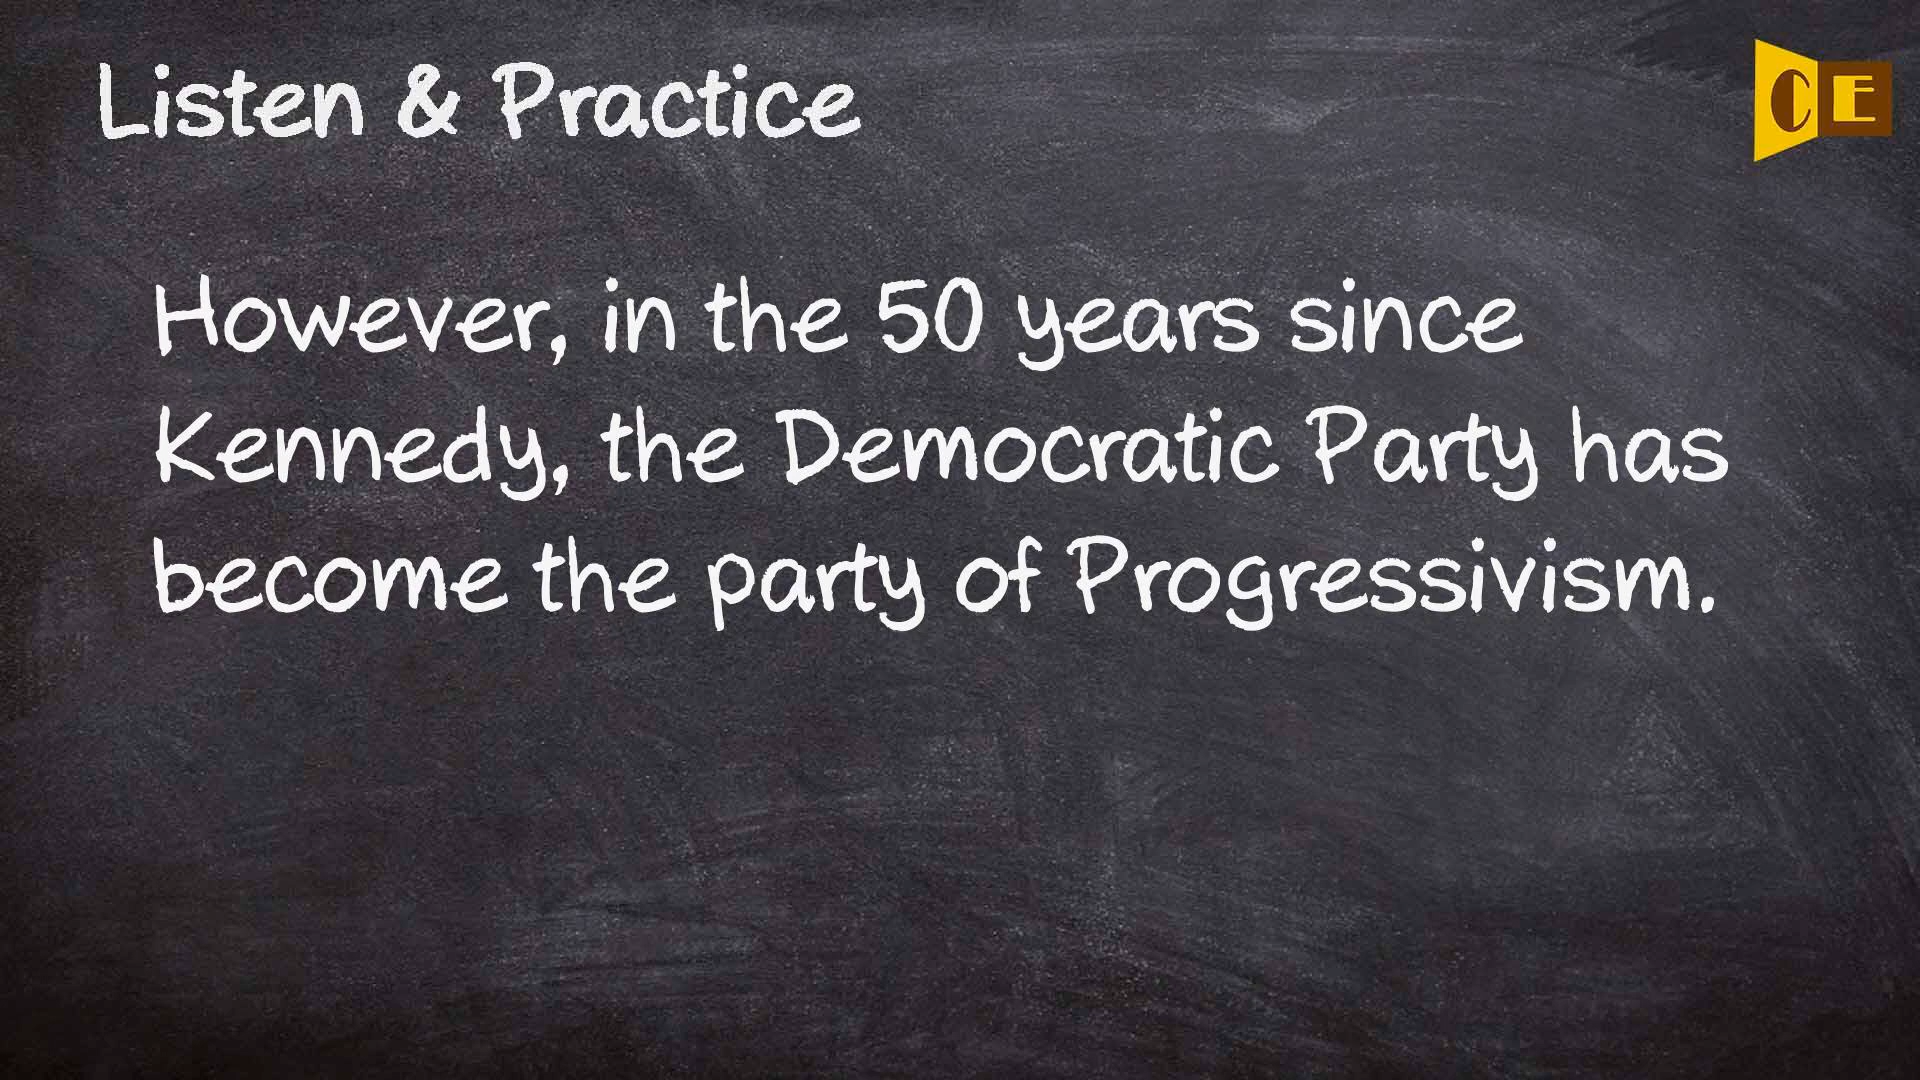 Listen & Practice
CE
However, in the 50 years since
Kennedy, the Democratic Party has
become the party of Progressivism.